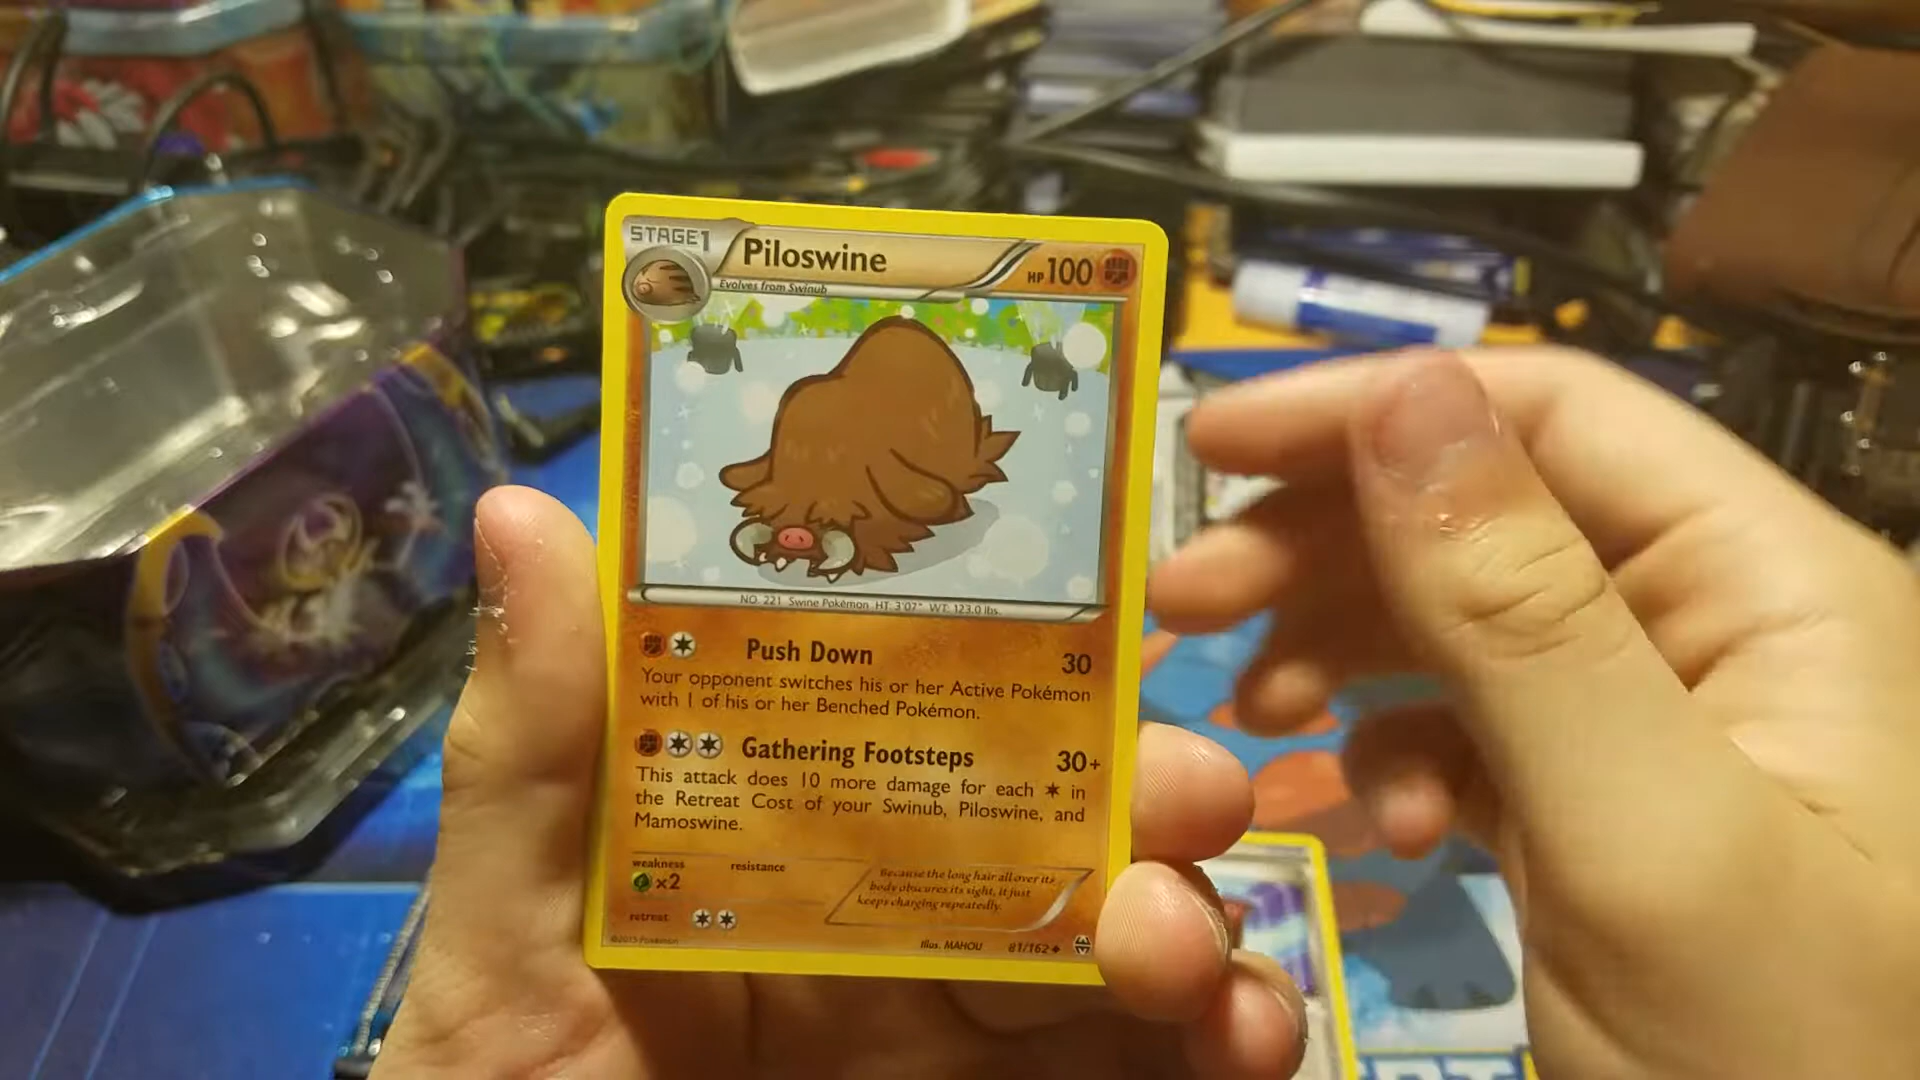 STAGE1
Piloswine
HP 100
Evolves from Swinub
NO. 221 Swine Pokémon HT: 3'07" WT: 123.0 lbs.
Push Down 30
Your opponent switches his or her Active Pokémon
with 1 of his or her Benched Pokémon.
Gathering Footsteps 30+
This attack does 10 more damage for each in
the Retreat Cost of your Swinub, Piloswine, and
Mamoswine.
weakness
resistance
×2
Because the long hair all over its
body obscures its sight, it just
keeps charging repeatedly.
retreat
©2015 Pokémon
Illus. MAHOU 81/162